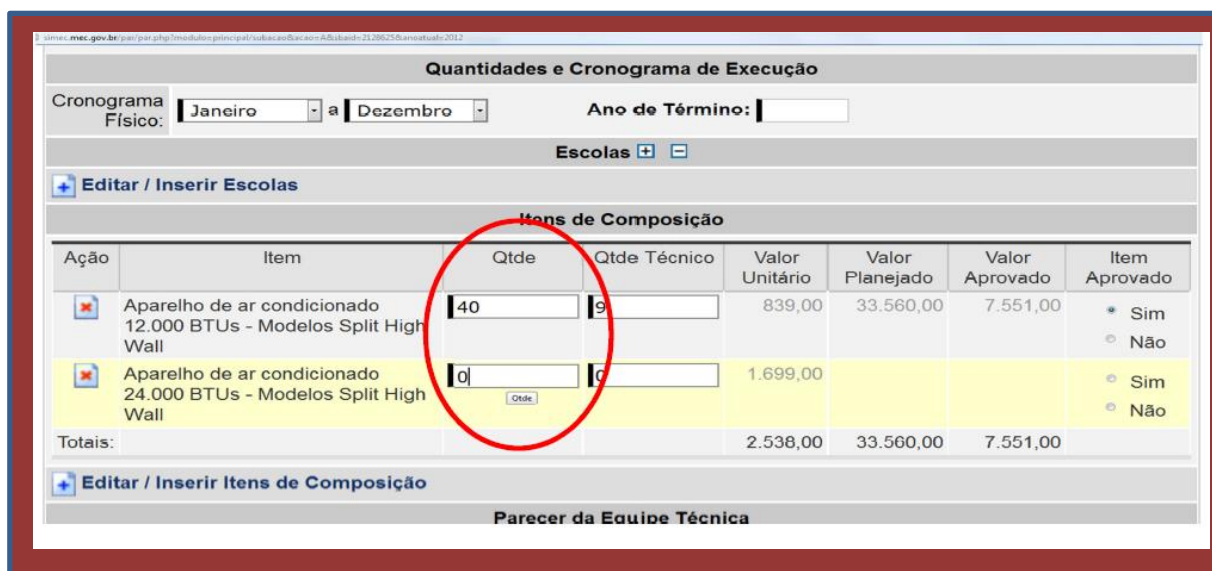 simec.mec.gov.br/par/par.php?modulo=principal/subacao&acao=A&sbaid=2128625&anoatual=2012
Quantidades e Cronograma de Execução
Cronograma Físico: Janeiro a Dezembro Ano de Término:
Escolas
Editar / Inserir Escolas
Itens de Composição
Ação Item Qtde Qtde Técnico Valor Unitário Valor Planejado Valor Aprovado Item Aprovado
Aparelho de ar condicionado 40 9 839,00 33.560,00 7.551,00 Sim
12.000 BTUs - Modelos Split High
Wall Não
Aparelho de ar condicionado 0 0 1.699,00 Sim
24.000 BTUs - Modelos Split High Qtde
Wall Não
Totais: 2.538,00 33.560,00 7.551,00
Editar / Inserir Itens de Composição
Parecer da Equipe Técnica